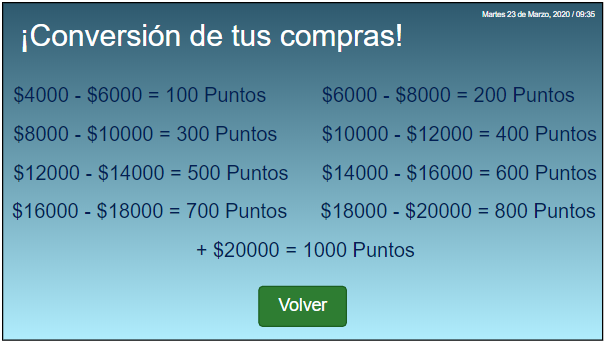 Martes 23 de Marzo, 2020 / 09:35
¡Conversión de tus compras!
$4000 - $6000 = 100 Puntos
$6000 - $8000 = 200 Puntos
$8000 - $10000 = 300 Puntos
$10000 - $12000 = 400 Puntos
$12000 - $14000 = 500 Puntos
$14000 - $16000 = 600 Puntos
$16000 - $18000 = 700 Puntos
$18000 - $20000 = 800 Puntos
+ $20000 = 1000 Puntos
Volver